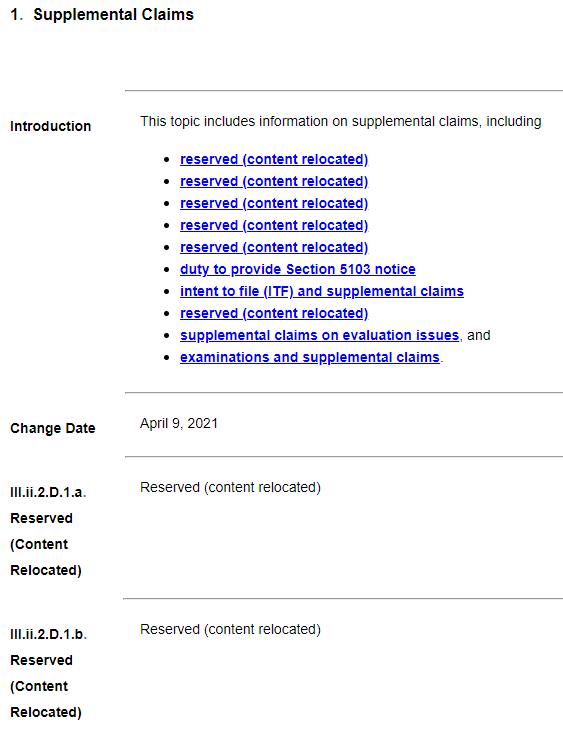 1. Supplemental Claims
Introduction
This topic includes information on supplemental claims, including
• reserved (content relocated)
• reserved (content relocated)
• reserved (content relocated)
• reserved (content relocated)
• reserved (content relocated)
• duty to provide Section 5103 notice
• intent to file (ITF) and supplemental claims
• reserved (content relocated)
• supplemental claims on evaluation issues, and
• examinations and supplemental claims.
Change Date
April 9, 2021
III.ii.2.D.1.a.
Reserved
(Content
Relocated)
Reserved (content relocated)
III.ii.2.D.1.b.
Reserved
(Content
Relocated)
Reserved (content relocated)